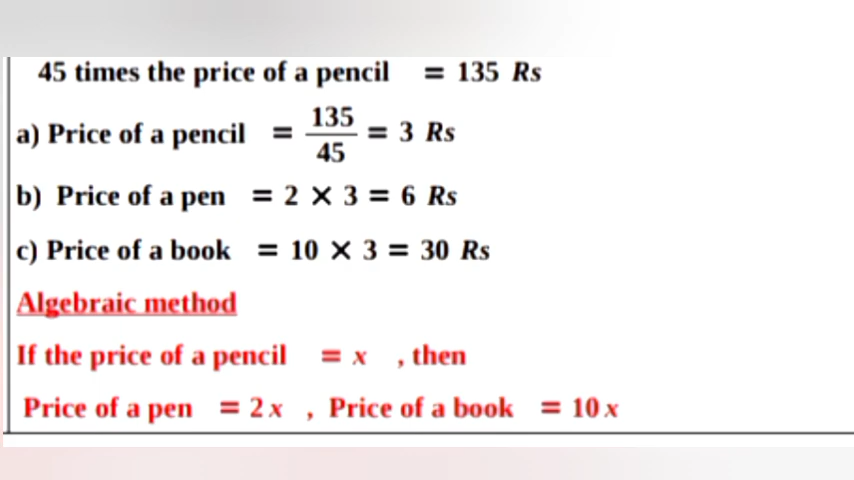 45 times the price of a pencil = 135 Rs
a) Price of a pencil = 135/45 = 3 Rs
b) Price of a pen = 2 × 3 = 6 Rs
c) Price of a book = 10 × 3 = 30 Rs
Algebraic method
If the price of a pencil = x , then
Price of a pen = 2x , Price of a book = 10x